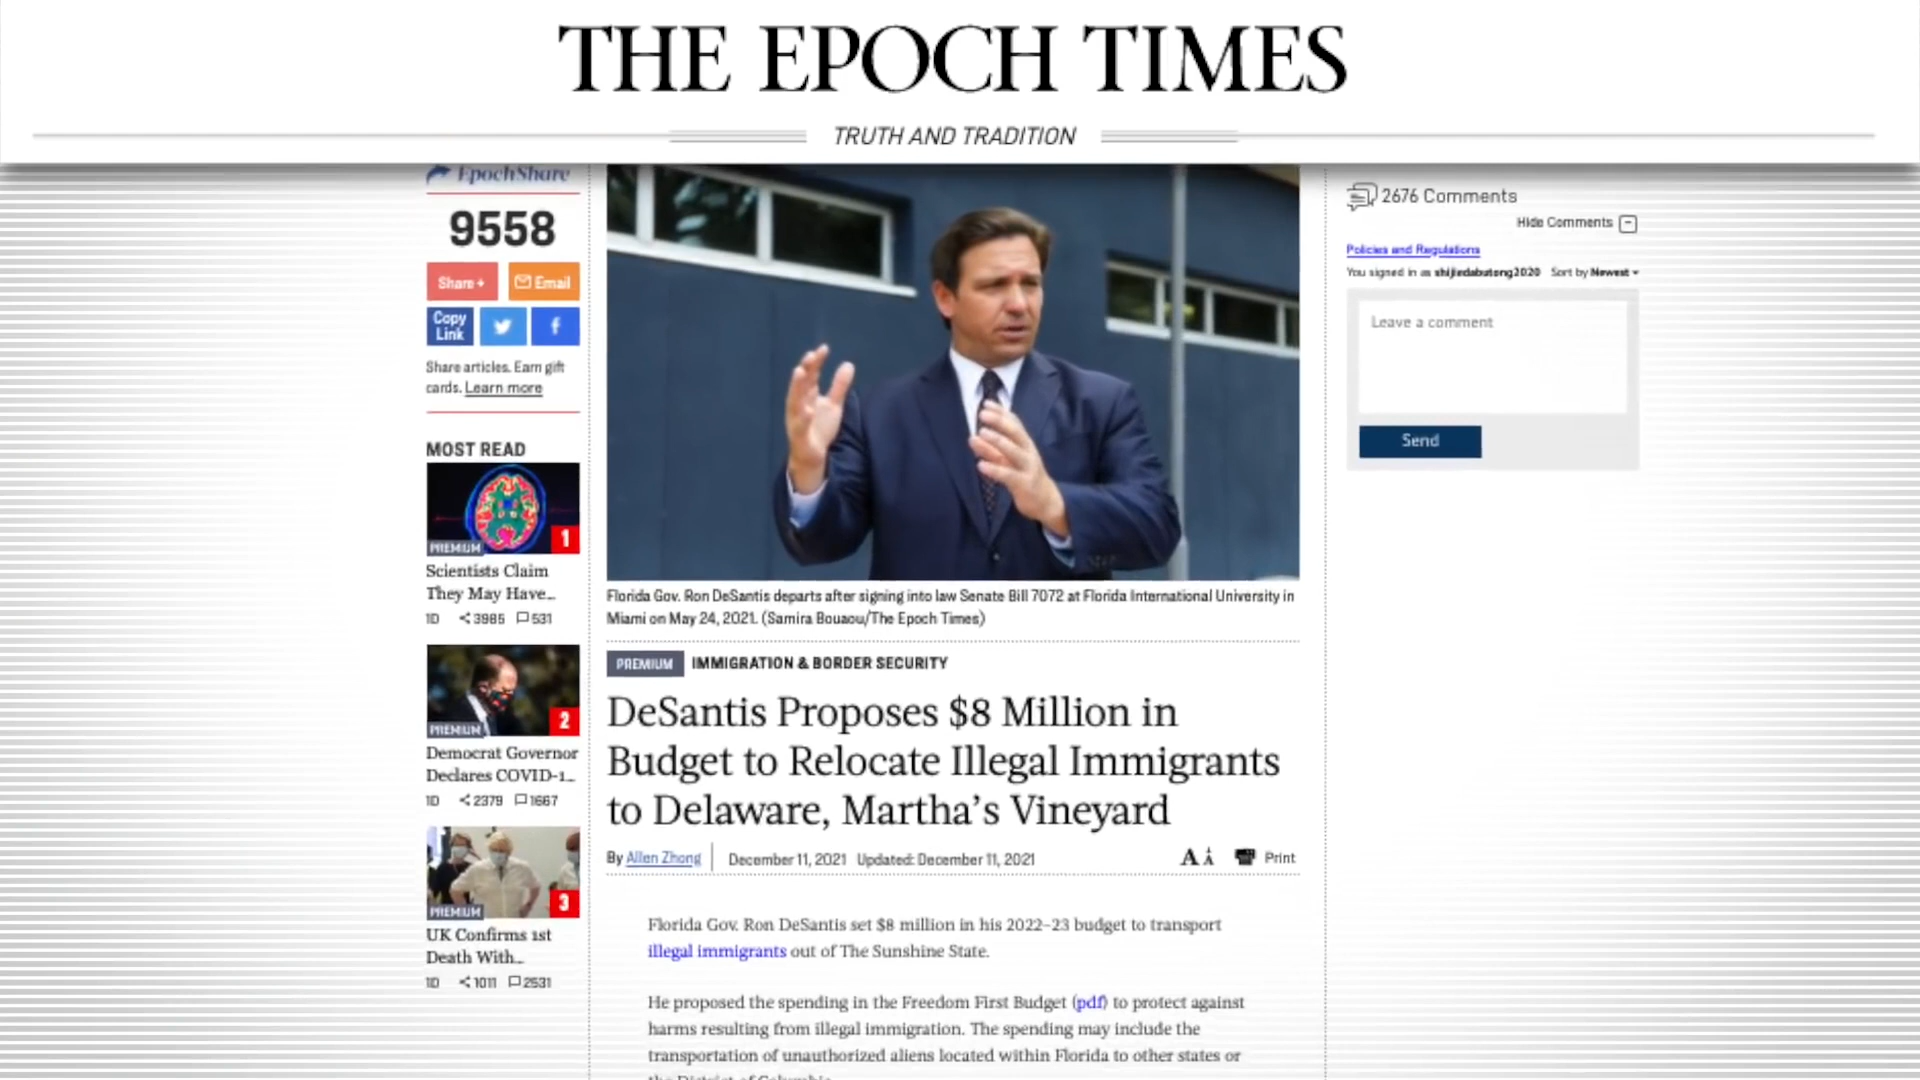 THE EPOCH TIMES
TRUTH AND TRADITION
EpochShare
9558
Share +
Email
Copy
Link
Share articles. Earn gift
cards. Learn more
MOST READ
PREMIUM
1
Scientists Claim
They May Have...
1D 3985 531
PREMIUM
2
Democrat Governor
Declares COVID-1...
1D 2379 1667
PREMIUM
3
UK Confirms 1st
Death With...
1D 1011 2531
Florida Gov. Ron DeSantis departs after signing into law Senate Bill 7072 at Florida International University in
Miami on May 24, 2021. (Samira Bouaou/The Epoch Times)
PREMIUM IMMIGRATION & BORDER SECURITY
DeSantis Proposes $8 Million in
Budget to Relocate Illegal Immigrants
to Delaware, Martha's Vineyard
By Allen Zhong December 11, 2021 Updated: December 11, 2021
Print
Florida Gov. Ron DeSantis set $8 million in his 2022–23 budget to transport
illegal immigrants out of The Sunshine State.
He proposed the spending in the Freedom First Budget (pdf) to protect against
harms resulting from illegal immigration. The spending may include the
transportation of unauthorized aliens located within Florida to other states or
the District of Columbia.
2676 Comments
Hide Comments
Policies and Regulations
You signed in as shijiedabutong2020 Sort by Newest
Leave a comment
Send